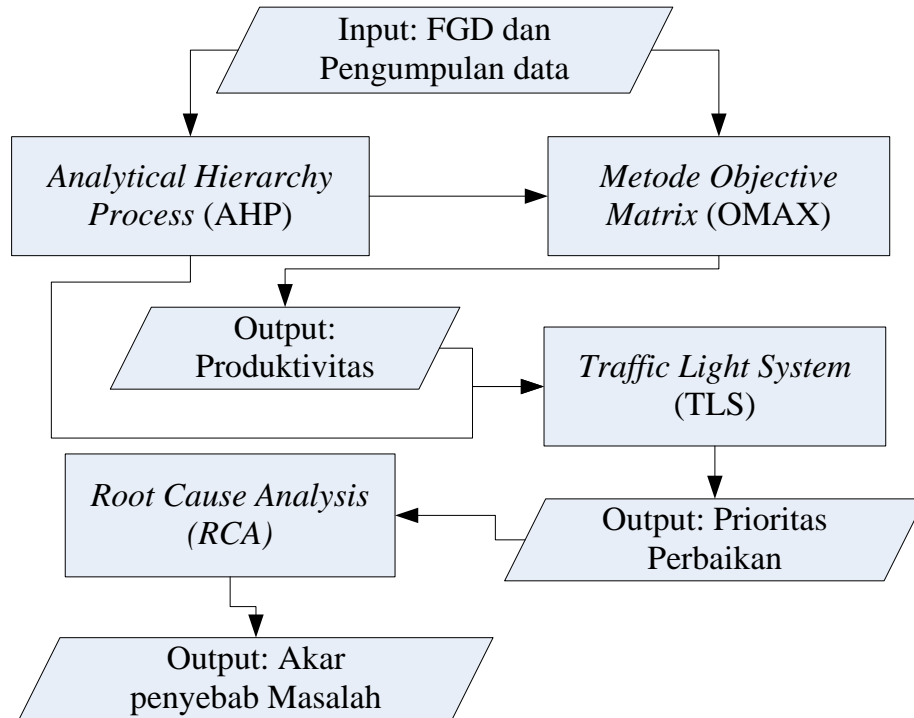 Input: FGD dan
Pengumpulan data
Analytical Hierarchy
Process (AHP)
Metode Objective
Matrix (OMAX)
Output:
Produktivitas
Traffic Light System
(TLS)
Root Cause Analysis
(RCA)
Output: Prioritas
Perbaikan
Output: Akar
penyebab Masalah